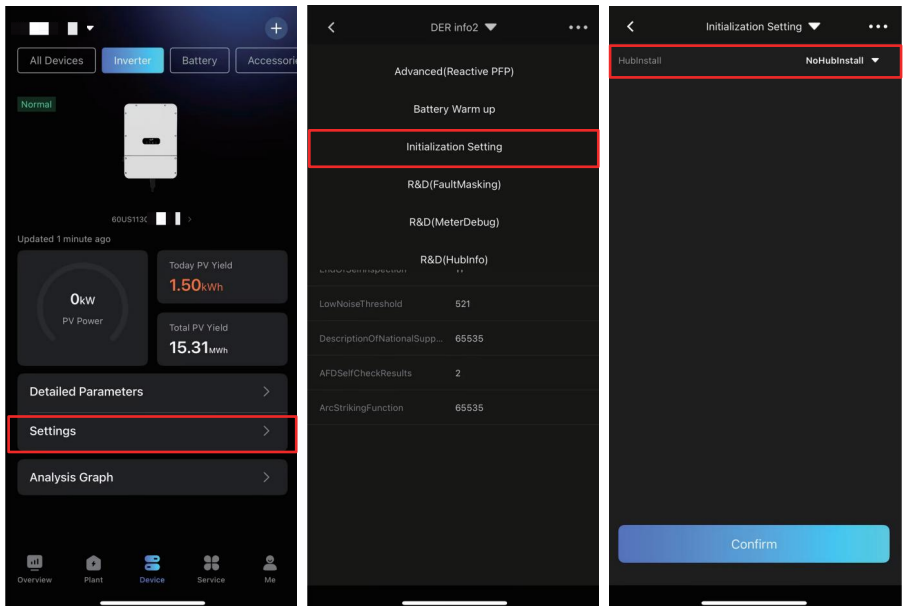 All Devices
Inverter
Battery
Accessorie
Normal
60US113C
Updated 1 minute ago
0kW
PV Power
Today PV Yield
1.50kWh
Total PV Yield
15.31MWh
Detailed Parameters
Settings
Analysis Graph
Overview
Plant
Device
Service
Me
DER info2
Advanced(Reactive PFP)
Battery Warm up
Initialization Setting
R&D(FaultMasking)
R&D(MeterDebug)
R&D(HubInfo)
LowNoiseThreshold 521
DescriptionOfNationalSupp... 65535
AFDSelfCheckResults 2
ArcStrikingFunction 65535
Initialization Setting
HubInstall NoHubInstall
Confirm